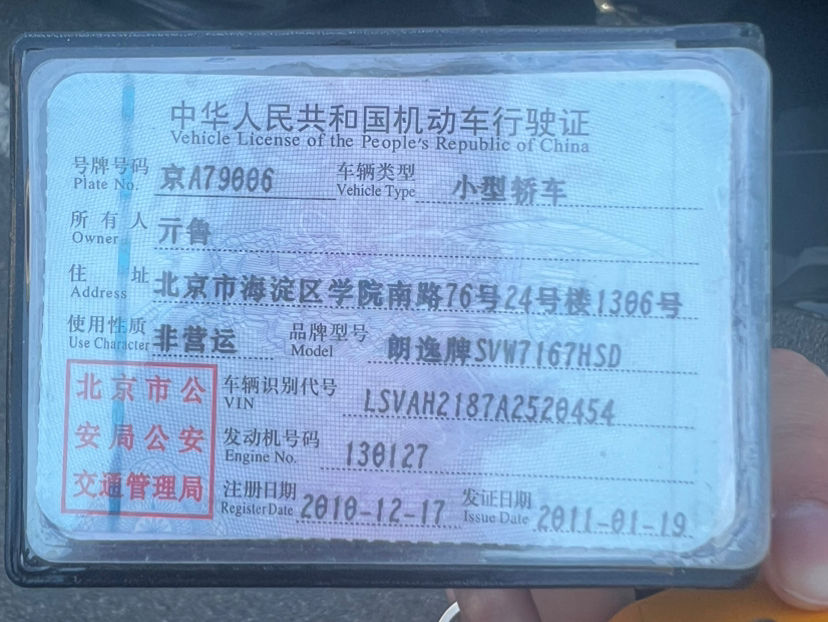 中华人民共和国机动车行驶证
Vehicle License of the People's Republic of China
号牌号码 京A79006 车辆类型 小型轿车
Plate No. Vehicle Type
所有人 亓鲁
Owner
住址 北京市海淀区学院南路76号24号楼1306号
Address
使用性质 非营运 品牌型号 朗逸牌SVW7167HSD
Use Character Model
北京市公 车辆识别代号 LSVAH2187A2520454
VIN
安局公安 发动机号码 130127
Engine No.
交通管理局 注册日期 2010-12-17 发证日期 2011-01-19
Register Date Issue Date